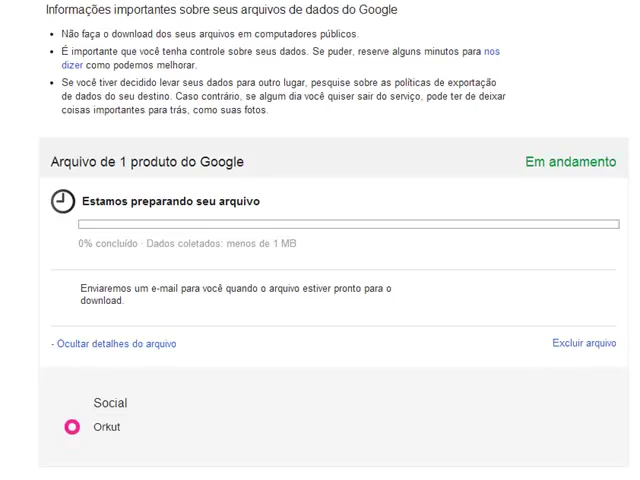 Informações importantes sobre seus arquivos de dados do Google
Não faça o download dos seus arquivos em computadores públicos.
É importante que você tenha controle sobre seus dados. Se puder, reserve alguns minutos para nos
dizer como podemos melhorar.
Se você tiver decidido levar seus dados para outro lugar, pesquise sobre as políticas de exportação
de dados do seu destino. Caso contrário, se algum dia você quiser sair do serviço, pode ter de deixar
coisas importantes para trás, como suas fotos.
Arquivo de 1 produto do Google
Em andamento
Estamos preparando seu arquivo
0% concluído · Dados coletados: menos de 1 MB
Enviaremos um e-mail para você quando o arquivo estiver pronto para o
download.
- Ocultar detalhes do arquivo
Excluir arquivo
Social
Orkut